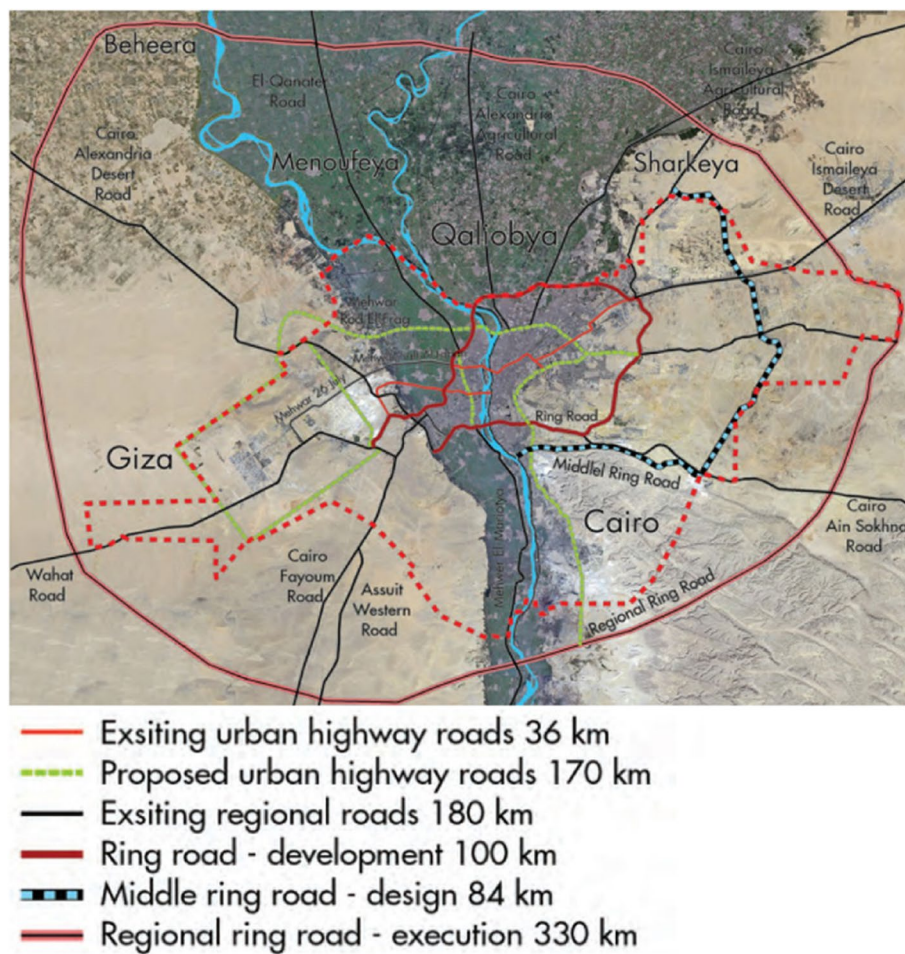 Beheera
El-Qanater
Road
Cairo
Alexandria
Agricultural
Road
Cairo
Ismaileya
Agricultural
Road
Cairo
Alexandria
Desert
Road
Menoufeya
Sharkeya
Cairo
Ismaileya
Desert
Road
Qaliobya
Mehwar
Rod El Frag
Mehwar
Mehwar 26 July
Ring Road
Giza
Middlel Ring Road
Cairo
Cairo
Ain Sokhna
Road
Wahat
Road
Cairo
Fayoum
Road
Assuit
Western
Road
Regional Ring Road
Exsiting urban highway roads 36 km
Proposed urban highway roads 170 km
Exsiting regional roads 180 km
Ring road - development 100 km
Middle ring road - design 84 km
Regional ring road - execution 330 km